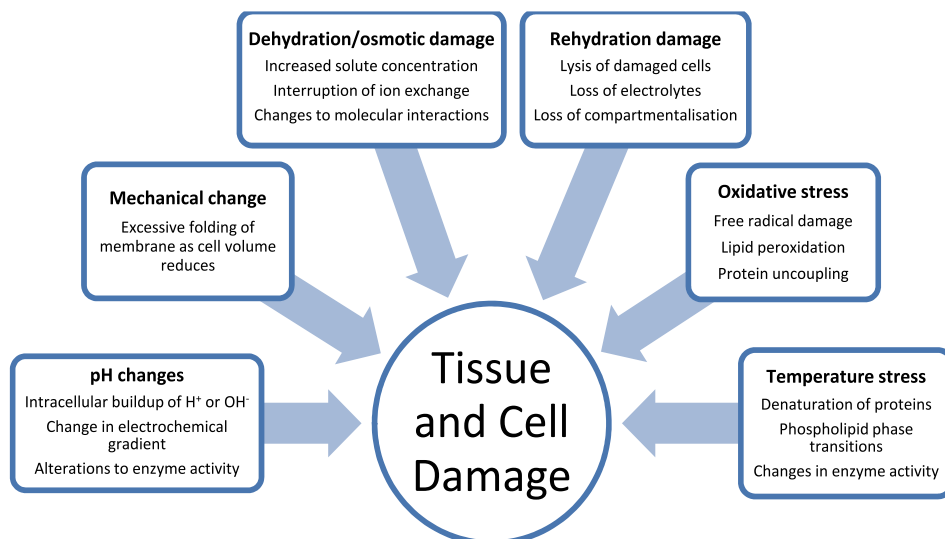 Dehydration/osmotic damage
Increased solute concentration
Interruption of ion exchange
Changes to molecular interactions
Rehydration damage
Lysis of damaged cells
Loss of electrolytes
Loss of compartmentalisation
Mechanical change
Excessive folding of
membrane as cell volume
reduces
Oxidative stress
Free radical damage
Lipid peroxidation
Protein uncoupling
pH changes
Intracellular buildup of H⁺ or OH⁻
Change in electrochemical
gradient
Alterations to enzyme activity
Tissue
and Cell
Damage
Temperature stress
Denaturation of proteins
Phospholipid phase
transitions
Changes in enzyme activity